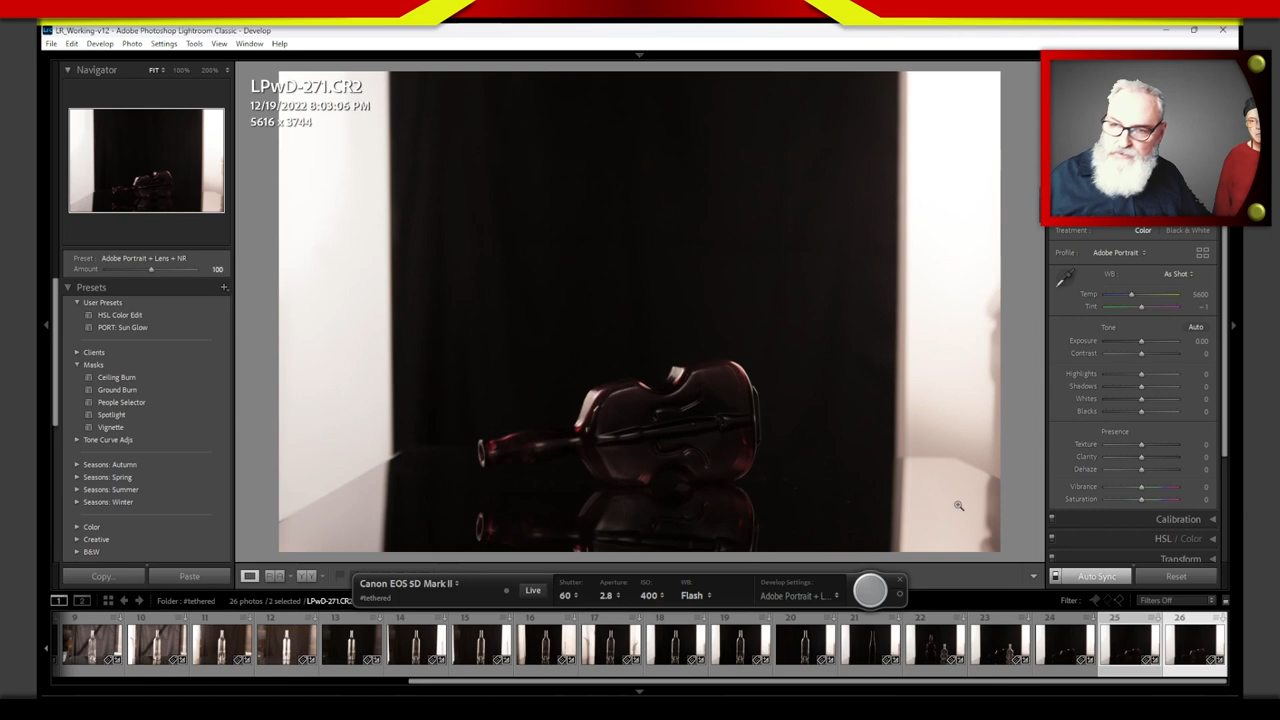 LR_Working-v12 - Adobe Photoshop Lightroom Classic - Develop
File Edit Develop Photo Settings Tools View Window Help
Navigator FIT 100% 200%
LPwD-271.CR2
12/19/2022 8:03:06 PM
5616 x 3744
Preset: Adobe Portrait + Lens + NR
Amount 100
Presets
User Presets
HSL Color Edit
PORT: Sun Glow
Clients
Masks
Ceiling Burn
Ground Burn
People Selector
Spotlight
Vignette
Tone Curve Adjs
Seasons: Autumn
Seasons: Spring
Seasons: Summer
Seasons: Winter
Color
Creative
B&W
Copy... Paste
Treatment: Color Black & White
Profile: Adobe Portrait
WB: As Shot
Temp 5600
Tint - 1
Tone Auto
Exposure 0.00
Contrast 0
Highlights 0
Shadows 0
Whites 0
Blacks 0
Presence
Texture 0
Clarity 0
Dehaze 0
Vibrance 0
Saturation 0
Calibration
HSL / Color
Transform
Auto Sync Reset
Canon EOS 5D Mark II
#tethered
Live
Shutter: 60
Aperture: 2.8
ISO: 400
WB: Flash
Develop Settings: Adobe Portrait + L...
1 2 Folder: #tethered 26 photos / 2 selected / LPwD-271.CR2
Filter: Filters Off
9 10 11 12 13 14 15 16 17 18 19 20 21 22 23 24 25 26